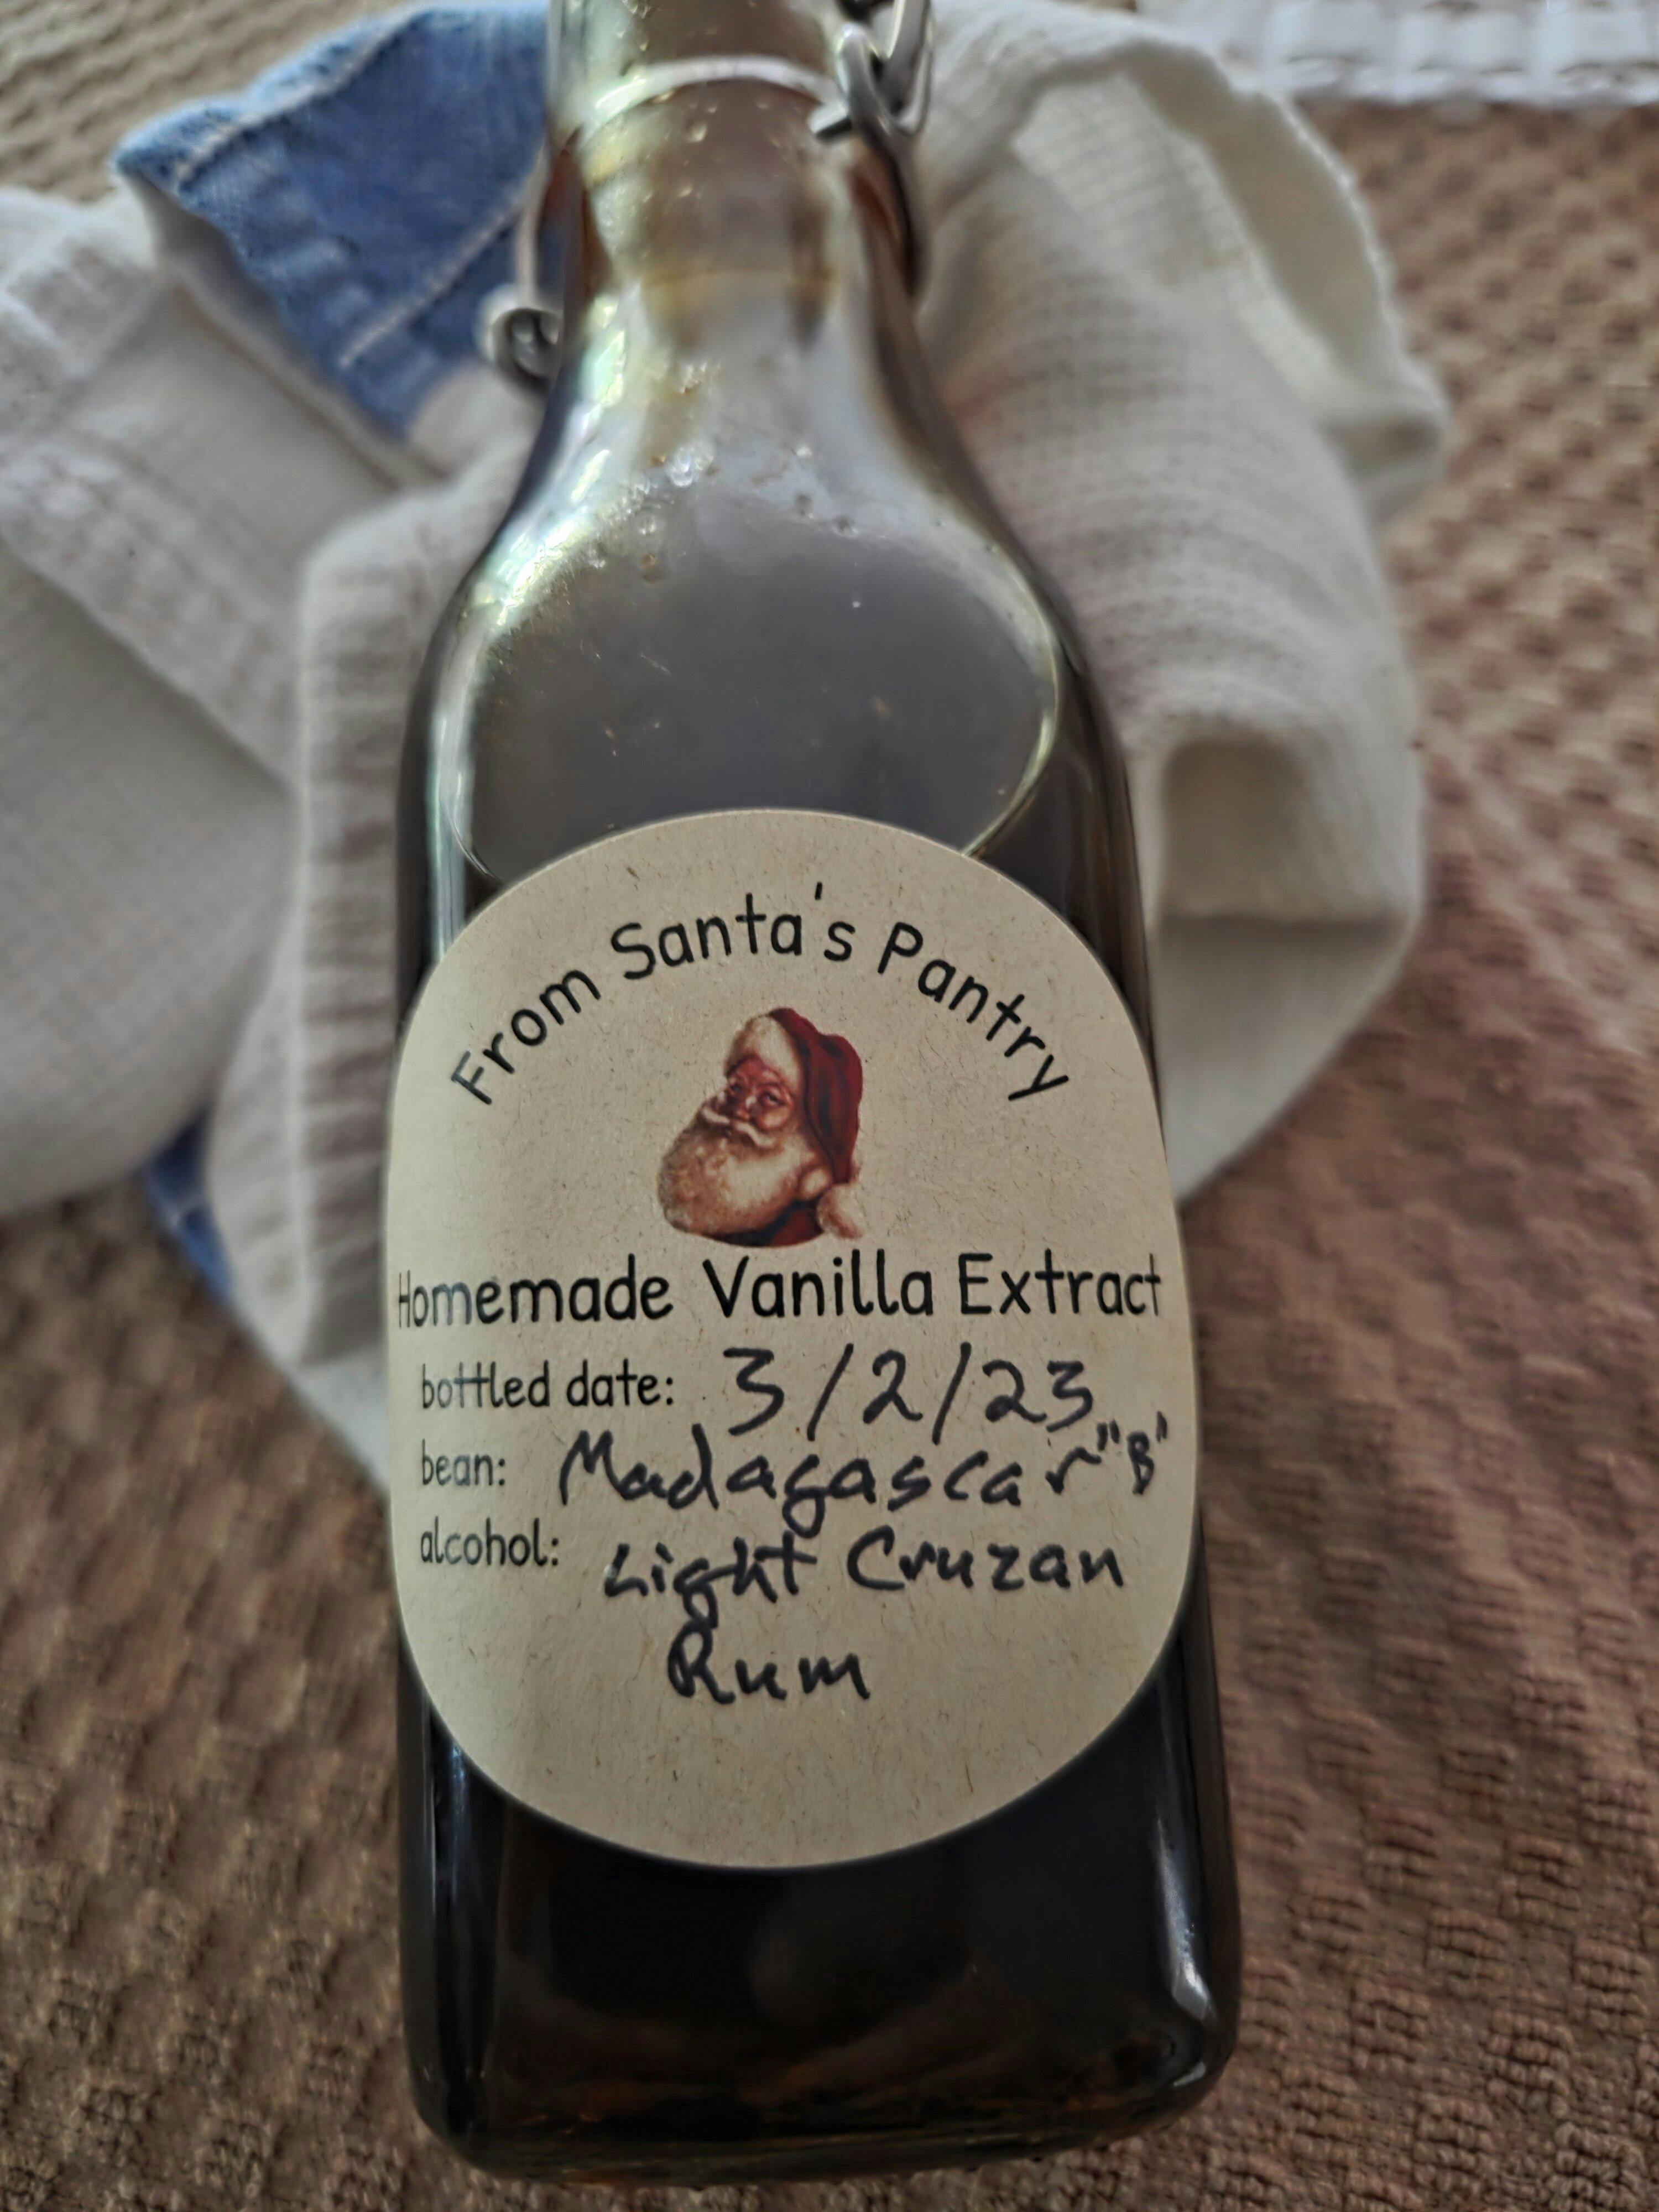 From Santa's Pantry
Homemade Vanilla Extract
bottled date: 3/2/23
bean: Madagascar "B"
alcohol: Light Cruzan
Rum